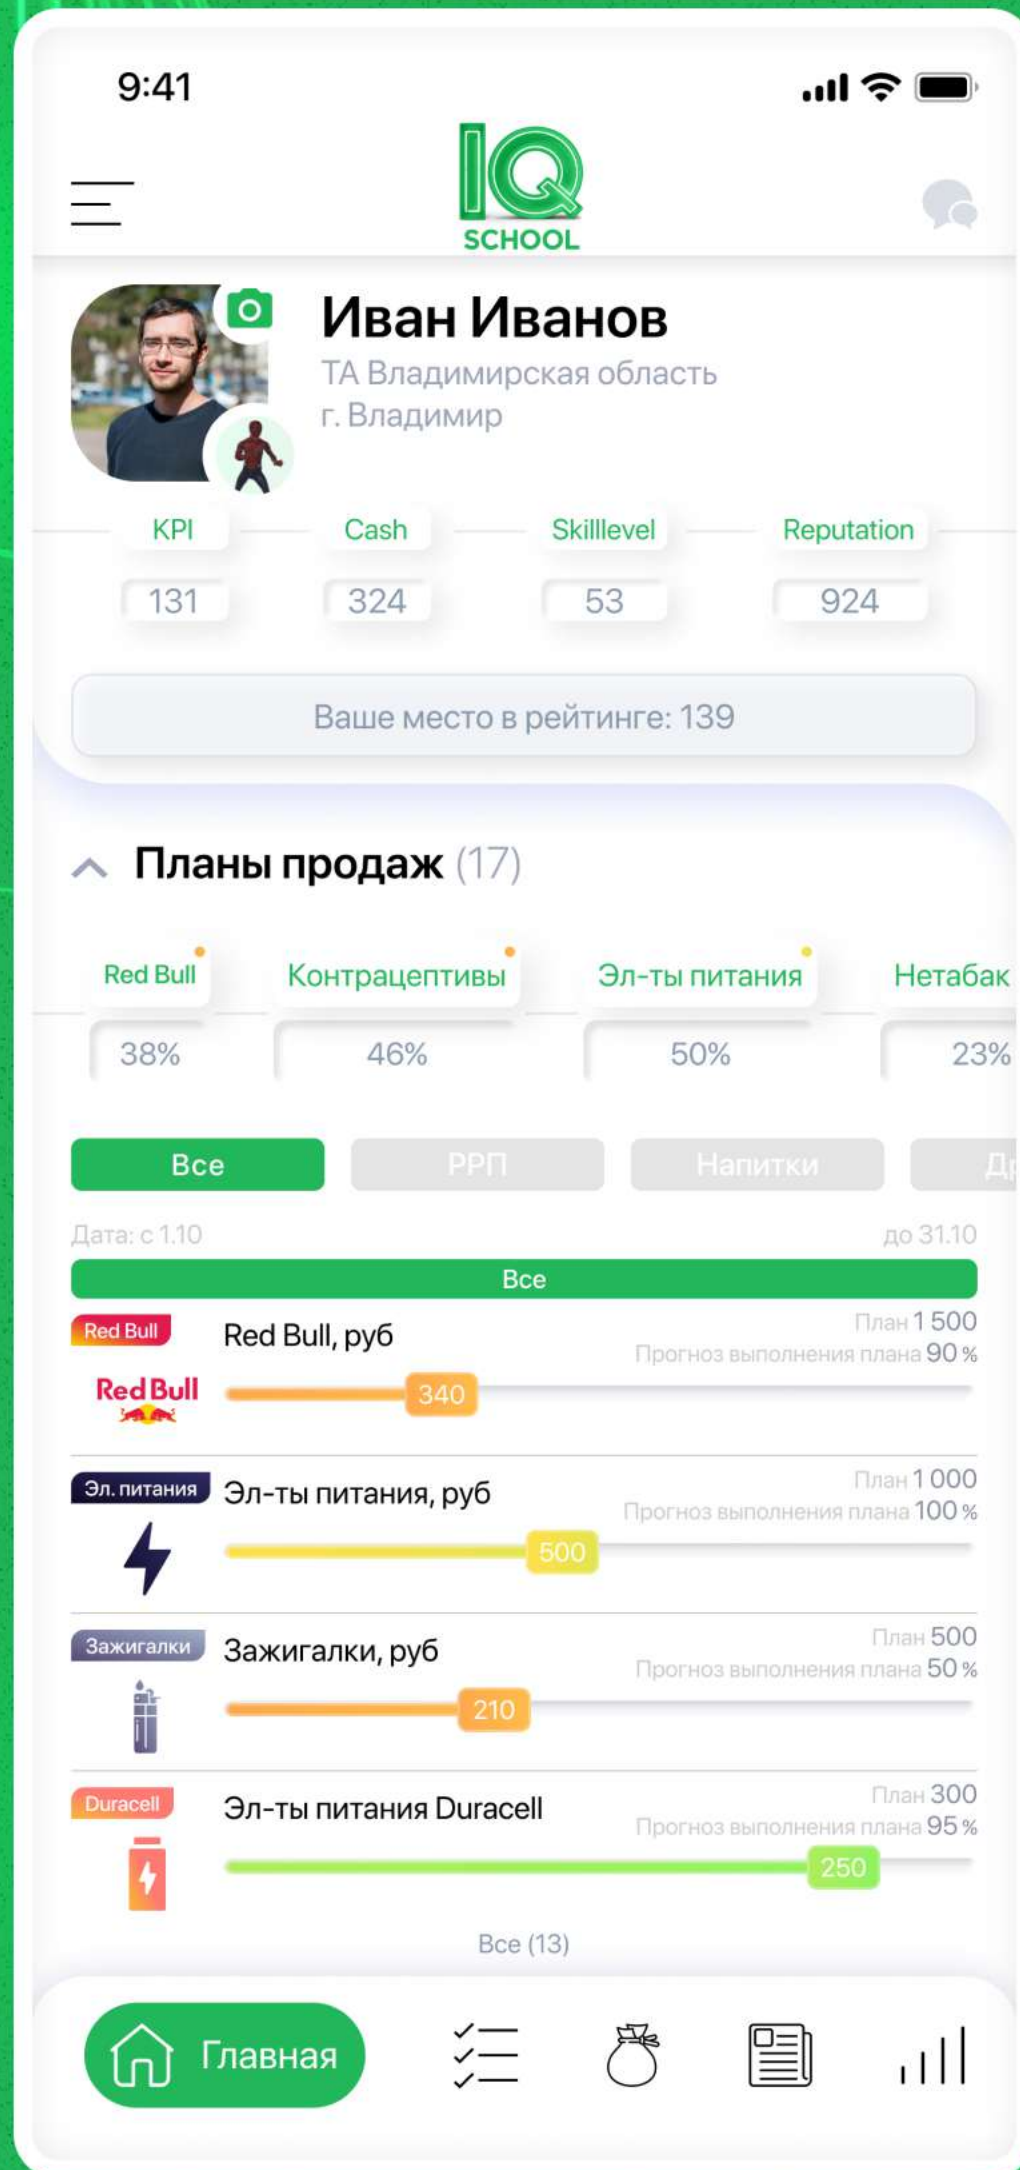 9:41
IQ
SCHOOL
Иван Иванов
ТА Владимирская область
г. Владимир
KPI Cash Skilllevel Reputation
131 324 53 924
Ваше место в рейтинге: 139
Планы продаж (17)
Red Bull Контрацептивы Эл-ты питания Нетабак
38% 46% 50% 23%
Все РРП Напитки
Дата: с 1.10 до 31.10
Все
Red Bull Red Bull, руб План 1 500
Прогноз выполнения плана 90 %
Red Bull 340
Эл. питания Эл-ты питания, руб План 1 000
Прогноз выполнения плана 100 %
500
Зажигалки Зажигалки, руб План 500
Прогноз выполнения плана 50 %
210
Duracell Эл-ты питания Duracell План 300
Прогноз выполнения плана 95 %
250
Все (13)
Главная